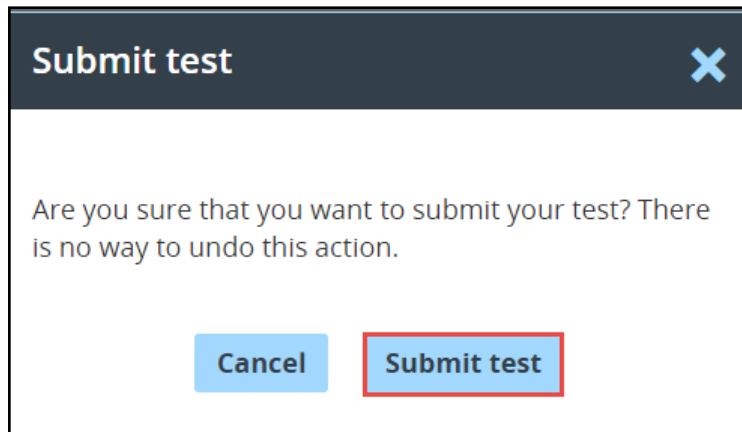 Submit test
Are you sure that you want to submit your test? There
is no way to undo this action.
Cancel
Submit test